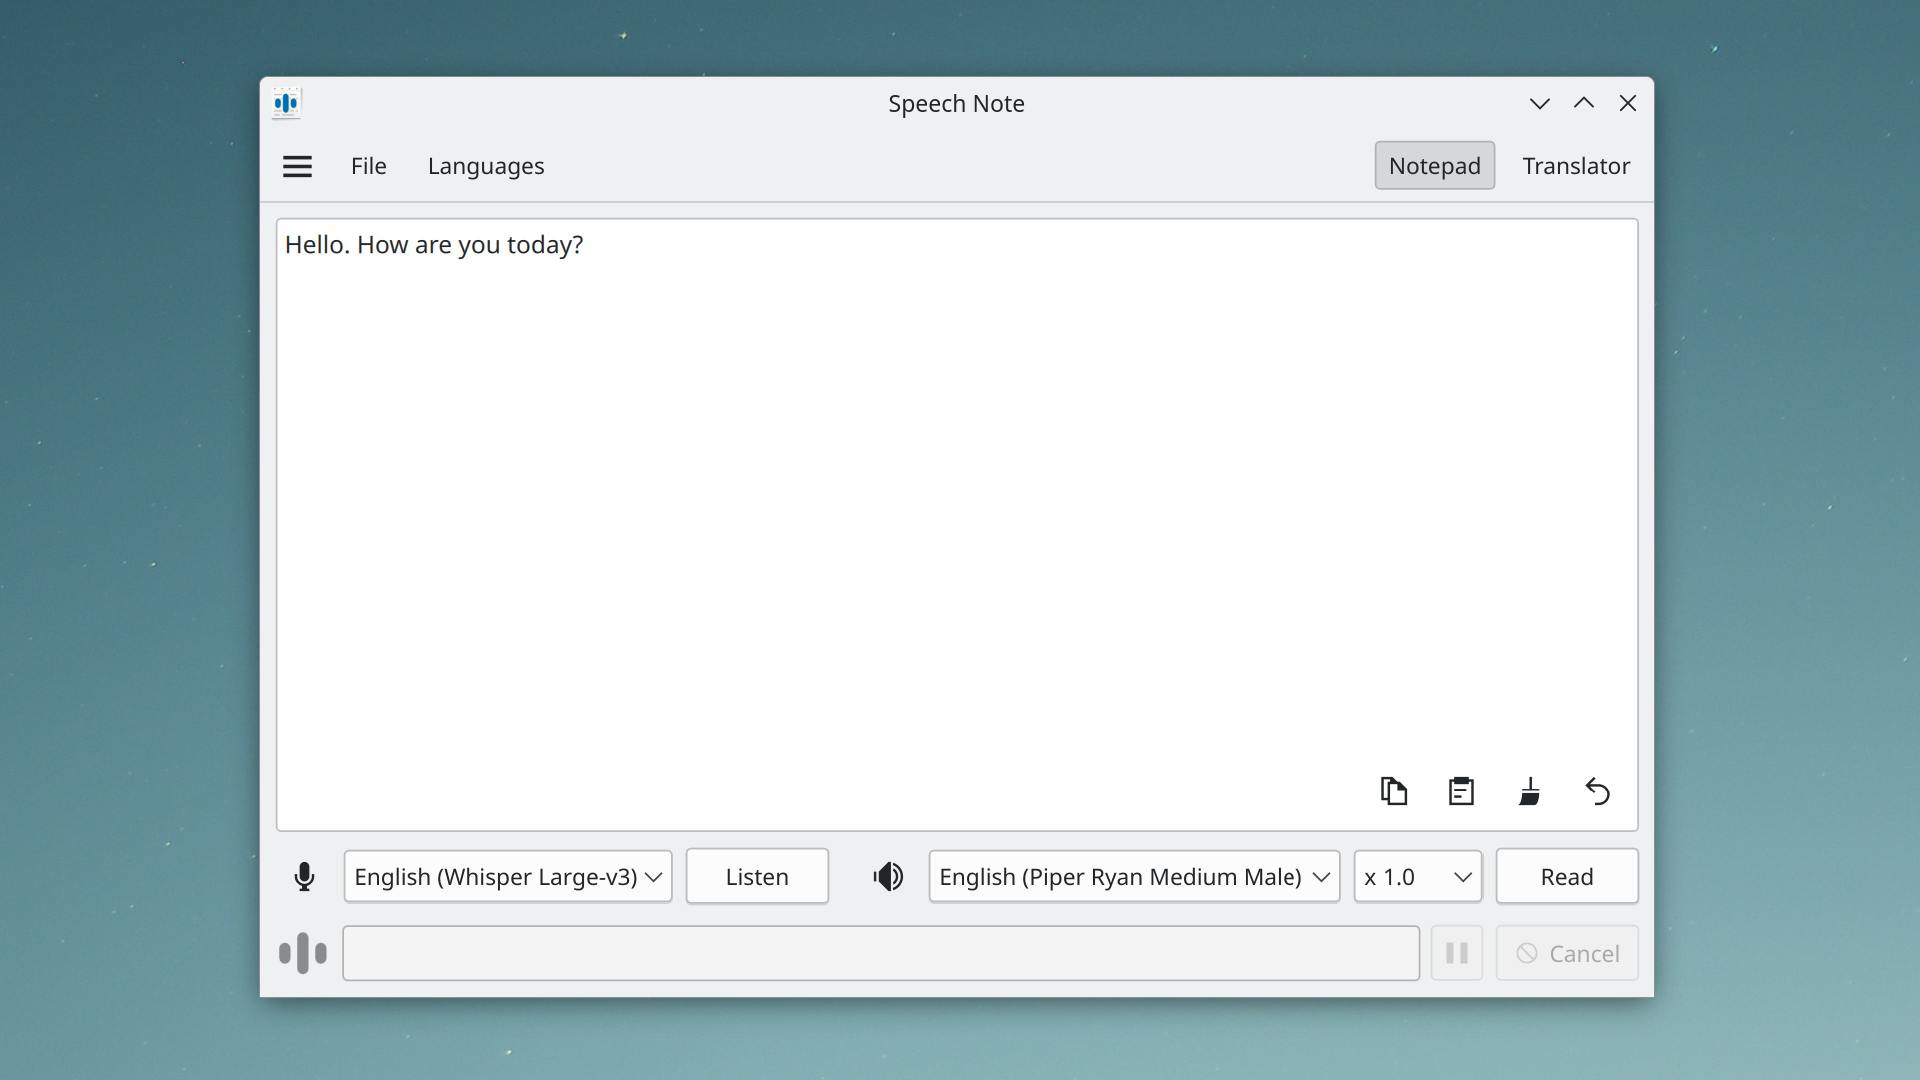 Speech Note
File Languages Notepad Translator
Hello. How are you today?
English (Whisper Large-v3) Listen English (Piper Ryan Medium Male) x 1.0 Read
Cancel